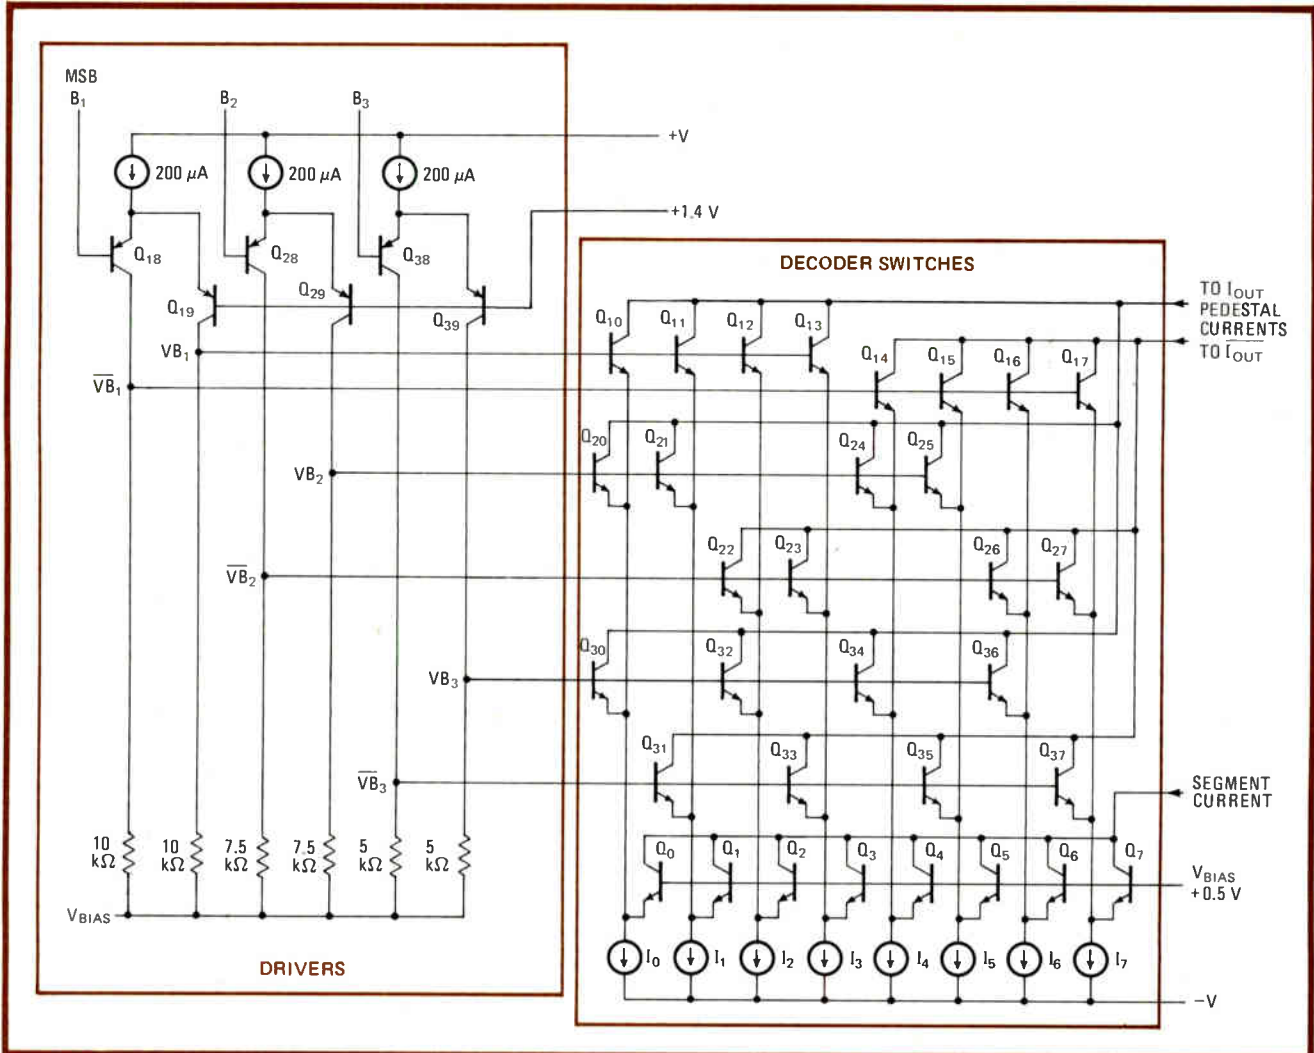 MSB
B1 B2 B3
+V
200 μA 200 μA 200 μA
+1.4 V
Q18 Q28 Q38
DECODER SWITCHES
Q19 Q29 Q39
TO IOUT
PEDESTAL
CURRENTS
TO I̅O̅U̅T̅
Q10 Q11 Q12 Q13
VB1
Q14 Q15 Q16 Q17
V̅B̅1
Q20 Q21 Q24 Q25
VB2
Q22 Q23 Q26 Q27
V̅B̅2
Q30 Q32 Q34 Q36
VB3
Q31 Q33 Q35 Q37
V̅B̅3
SEGMENT
CURRENT
10 kΩ 10 kΩ 7.5 kΩ 7.5 kΩ 5 kΩ 5 kΩ
Q0 Q1 Q2 Q3 Q4 Q5 Q6 Q7
VBIAS
+0.5 V
VBIAS
I0 I1 I2 I3 I4 I5 I6 I7
DRIVERS
−V